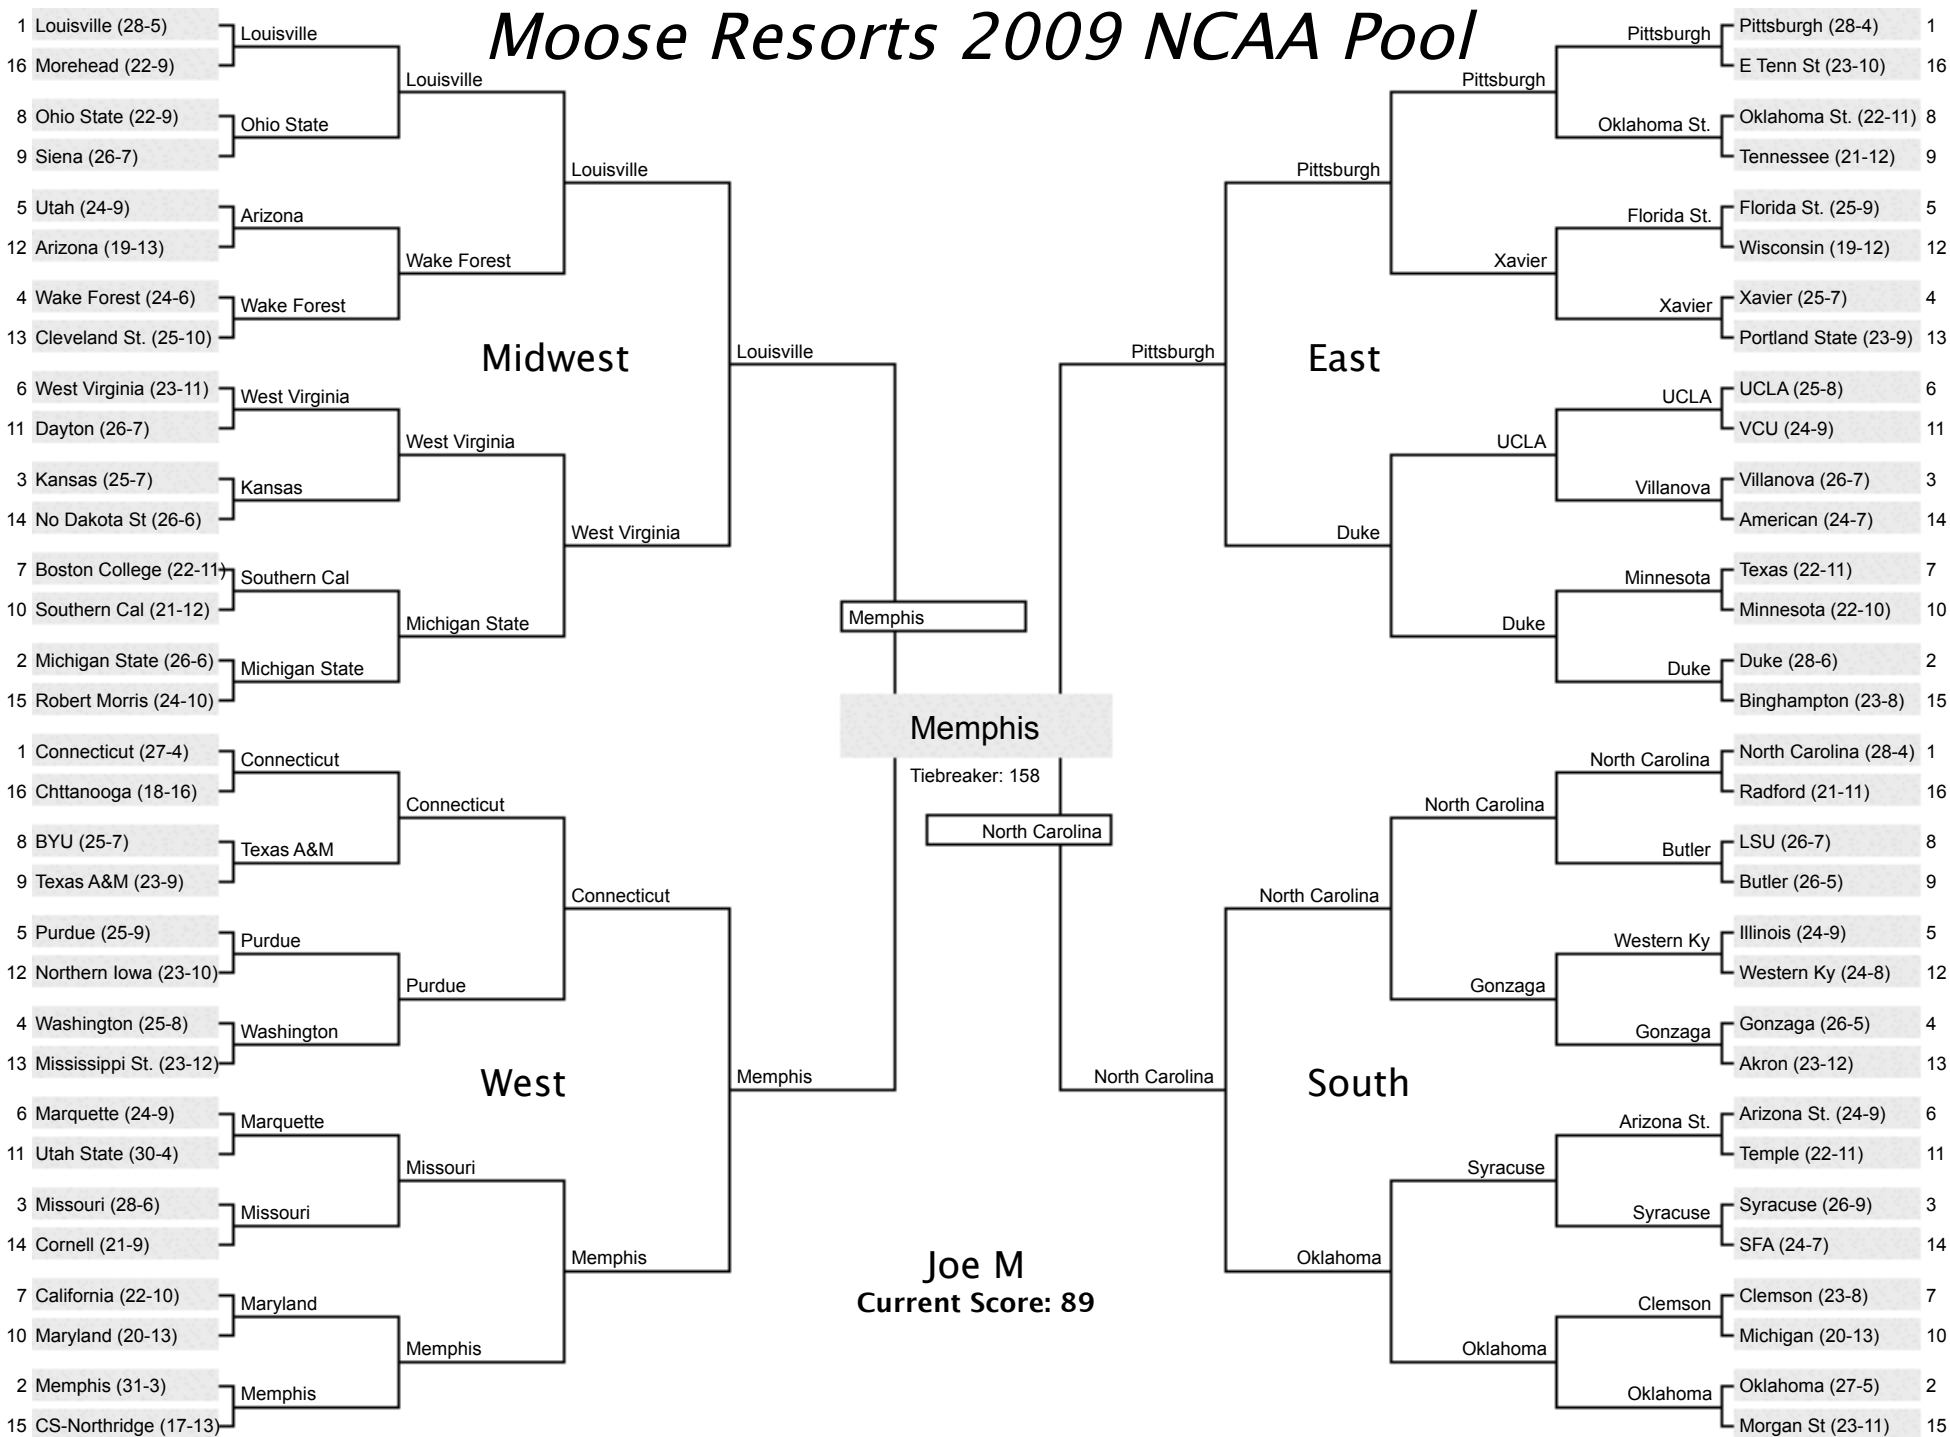 Moose Resorts 2009 NCAA Pool
1 Louisville (28-5)
16 Morehead (22-9)
8 Ohio State (22-9)
9 Siena (26-7)
5 Utah (24-9)
12 Arizona (19-13)
4 Wake Forest (24-6)
13 Cleveland St. (25-10)
6 West Virginia (23-11)
11 Dayton (26-7)
3 Kansas (25-7)
14 No Dakota St (26-6)
7 Boston College (22-11)
10 Southern Cal (21-12)
2 Michigan State (26-6)
15 Robert Morris (24-10)
Louisville
Ohio State
Arizona
Wake Forest
West Virginia
Kansas
Southern Cal
Michigan State
Louisville
Wake Forest
West Virginia
Michigan State
Louisville
West Virginia
Midwest
Louisville
1 Connecticut (27-4)
16 Chttanooga (18-16)
8 BYU (25-7)
9 Texas A&M (23-9)
5 Purdue (25-9)
12 Northern Iowa (23-10)
4 Washington (25-8)
13 Mississippi St. (23-12)
6 Marquette (24-9)
11 Utah State (30-4)
3 Missouri (28-6)
14 Cornell (21-9)
7 California (22-10)
10 Maryland (20-13)
2 Memphis (31-3)
15 CS-Northridge (17-13)
Connecticut
Texas A&M
Purdue
Washington
Marquette
Missouri
Maryland
Memphis
Connecticut
Purdue
Missouri
Memphis
Connecticut
Memphis
West
Memphis
Memphis
Memphis
Tiebreaker: 158
North Carolina
Joe M
Current Score: 89
Pittsburgh (28-4) 1
E Tenn St (23-10) 16
Oklahoma St. (22-11) 8
Tennessee (21-12) 9
Florida St. (25-9) 5
Wisconsin (19-12) 12
Xavier (25-7) 4
Portland State (23-9) 13
UCLA (25-8) 6
VCU (24-9) 11
Villanova (26-7) 3
American (24-7) 14
Texas (22-11) 7
Minnesota (22-10) 10
Duke (28-6) 2
Binghampton (23-8) 15
Pittsburgh
Oklahoma St.
Florida St.
Xavier
UCLA
Villanova
Minnesota
Duke
Pittsburgh
Xavier
UCLA
Duke
Pittsburgh
Duke
East
Pittsburgh
North Carolina (28-4) 1
Radford (21-11) 16
LSU (26-7) 8
Butler (26-5) 9
Illinois (24-9) 5
Western Ky (24-8) 12
Gonzaga (26-5) 4
Akron (23-12) 13
Arizona St. (24-9) 6
Temple (22-11) 11
Syracuse (26-9) 3
SFA (24-7) 14
Clemson (23-8) 7
Michigan (20-13) 10
Oklahoma (27-5) 2
Morgan St (23-11) 15
North Carolina
Butler
Western Ky
Gonzaga
Arizona St.
Syracuse
Clemson
Oklahoma
North Carolina
Gonzaga
Syracuse
Oklahoma
North Carolina
Oklahoma
South
North Carolina